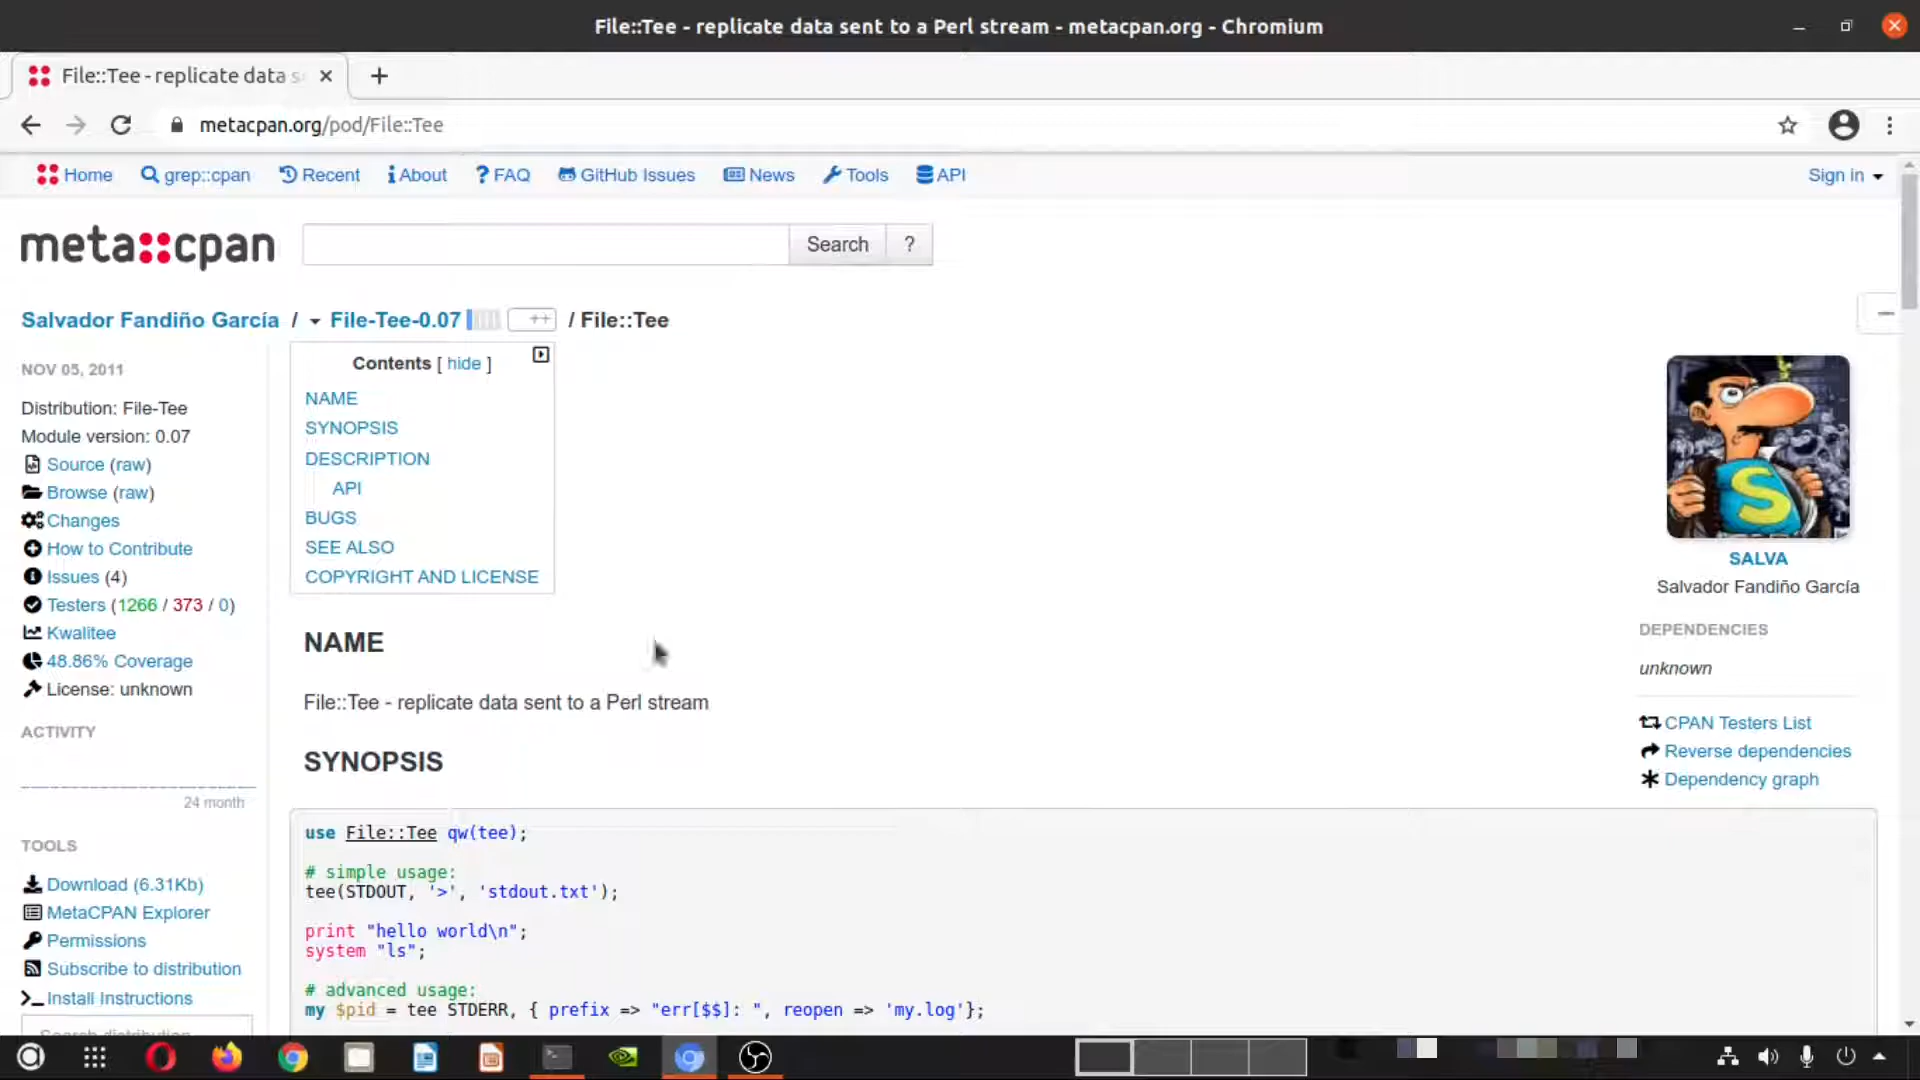 File::Tee - replicate data sent to a Perl stream - metacpan.org - Chromium
File::Tee - replicate data s
metacpan.org/pod/File::Tee
Home grep::cpan Recent About FAQ GitHub Issues News Tools API Sign in
meta::cpan Search ?
Salvador Fandiño García / File-Tee-0.07 ++ / File::Tee
NOV 05, 2011
Distribution: File-Tee
Module version: 0.07
Source (raw)
Browse (raw)
Changes
How to Contribute
Issues (4)
Testers (1266 / 373 / 0)
Kwalitee
48.86% Coverage
License: unknown
ACTIVITY
24 month
TOOLS
Download (6.31Kb)
MetaCPAN Explorer
Permissions
Subscribe to distribution
Install Instructions
Search distribution
Contents [ hide ]
NAME
SYNOPSIS
DESCRIPTION
API
BUGS
SEE ALSO
COPYRIGHT AND LICENSE
NAME
File::Tee - replicate data sent to a Perl stream
SYNOPSIS
use File::Tee qw(tee);
# simple usage:
tee(STDOUT, '>', 'stdout.txt');
print "hello world\n";
system "ls";
# advanced usage:
my $pid = tee STDERR, { prefix => "err[$$]: ", reopen => 'my.log'};
S
SALVA
Salvador Fandiño García
DEPENDENCIES
unknown
CPAN Testers List
Reverse dependencies
Dependency graph